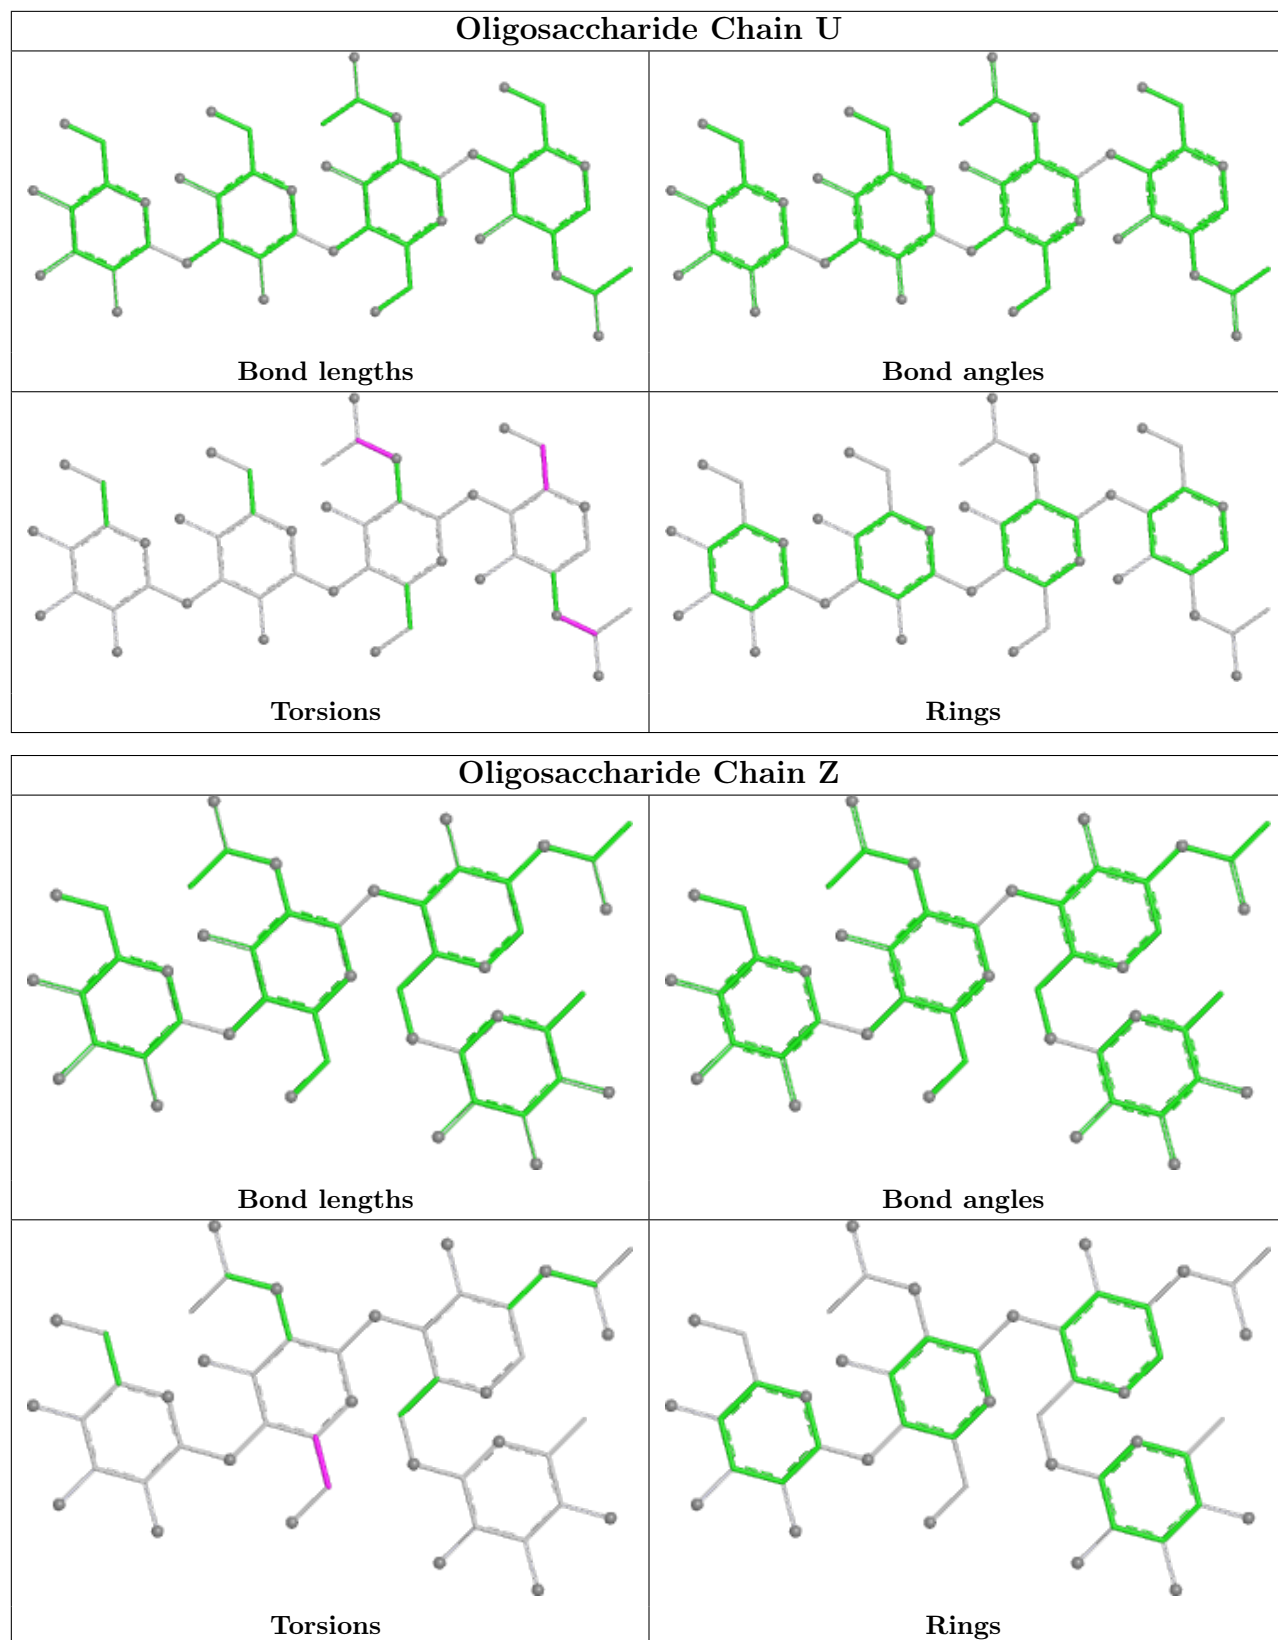 Oligosaccharide Chain U
Bond lengths
Bond angles
Torsions
Rings
Oligosaccharide Chain Z
Bond lengths
Bond angles
Torsions
Rings